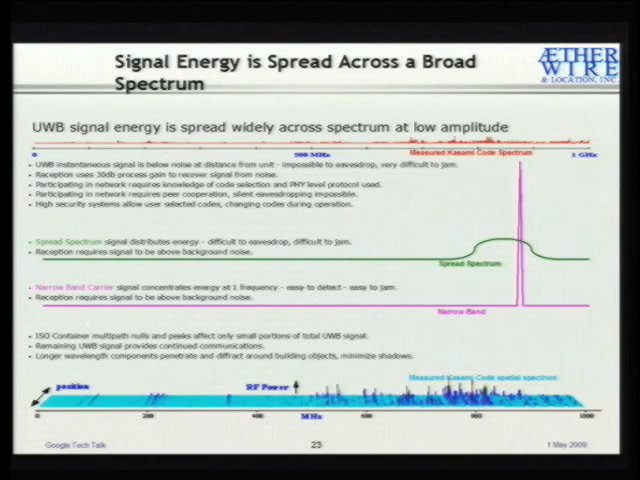 Signal Energy is Spread Across a Broad
Spectrum
ÆTHER
WIRE
& LOCATION, INC.
UWB signal energy is spread widely across spectrum at low amplitude
0
500 MHz
Measured Kasami Code Spectrum
1 GHz
UWB instantaneous signal is below noise at distance from unit - impossible to eavesdrop, very difficult to jam.
Reception uses 30db process gain to recover signal from noise.
Participating in network requires knowledge of code selection and PHY level protocol used.
Participating in network requires peer cooperation, silent eavesdropping impossible.
High security systems allow user selected codes, changing codes during operation.
Spread Spectrum signal distributes energy - difficult to eavesdrop, difficult to jam.
Reception requires signal to be above background noise.
Spread Spectrum
Narrow Band Carrier signal concentrates energy at 1 frequency - easy to detect - easy to jam.
Reception requires signal to be above background noise.
Narrow Band
ISO Container multipath nulls and peaks affect only small portions of total UWB signal.
Remaining UWB signal provides continued communications.
Longer wavelength components penetrate and diffract around building objects, minimize shadows.
Measured Kasami Code spatial spectrum
position
RF Power
0
200
400
MHz
600
800
1000
Google Tech Talk
23
1 May 2009